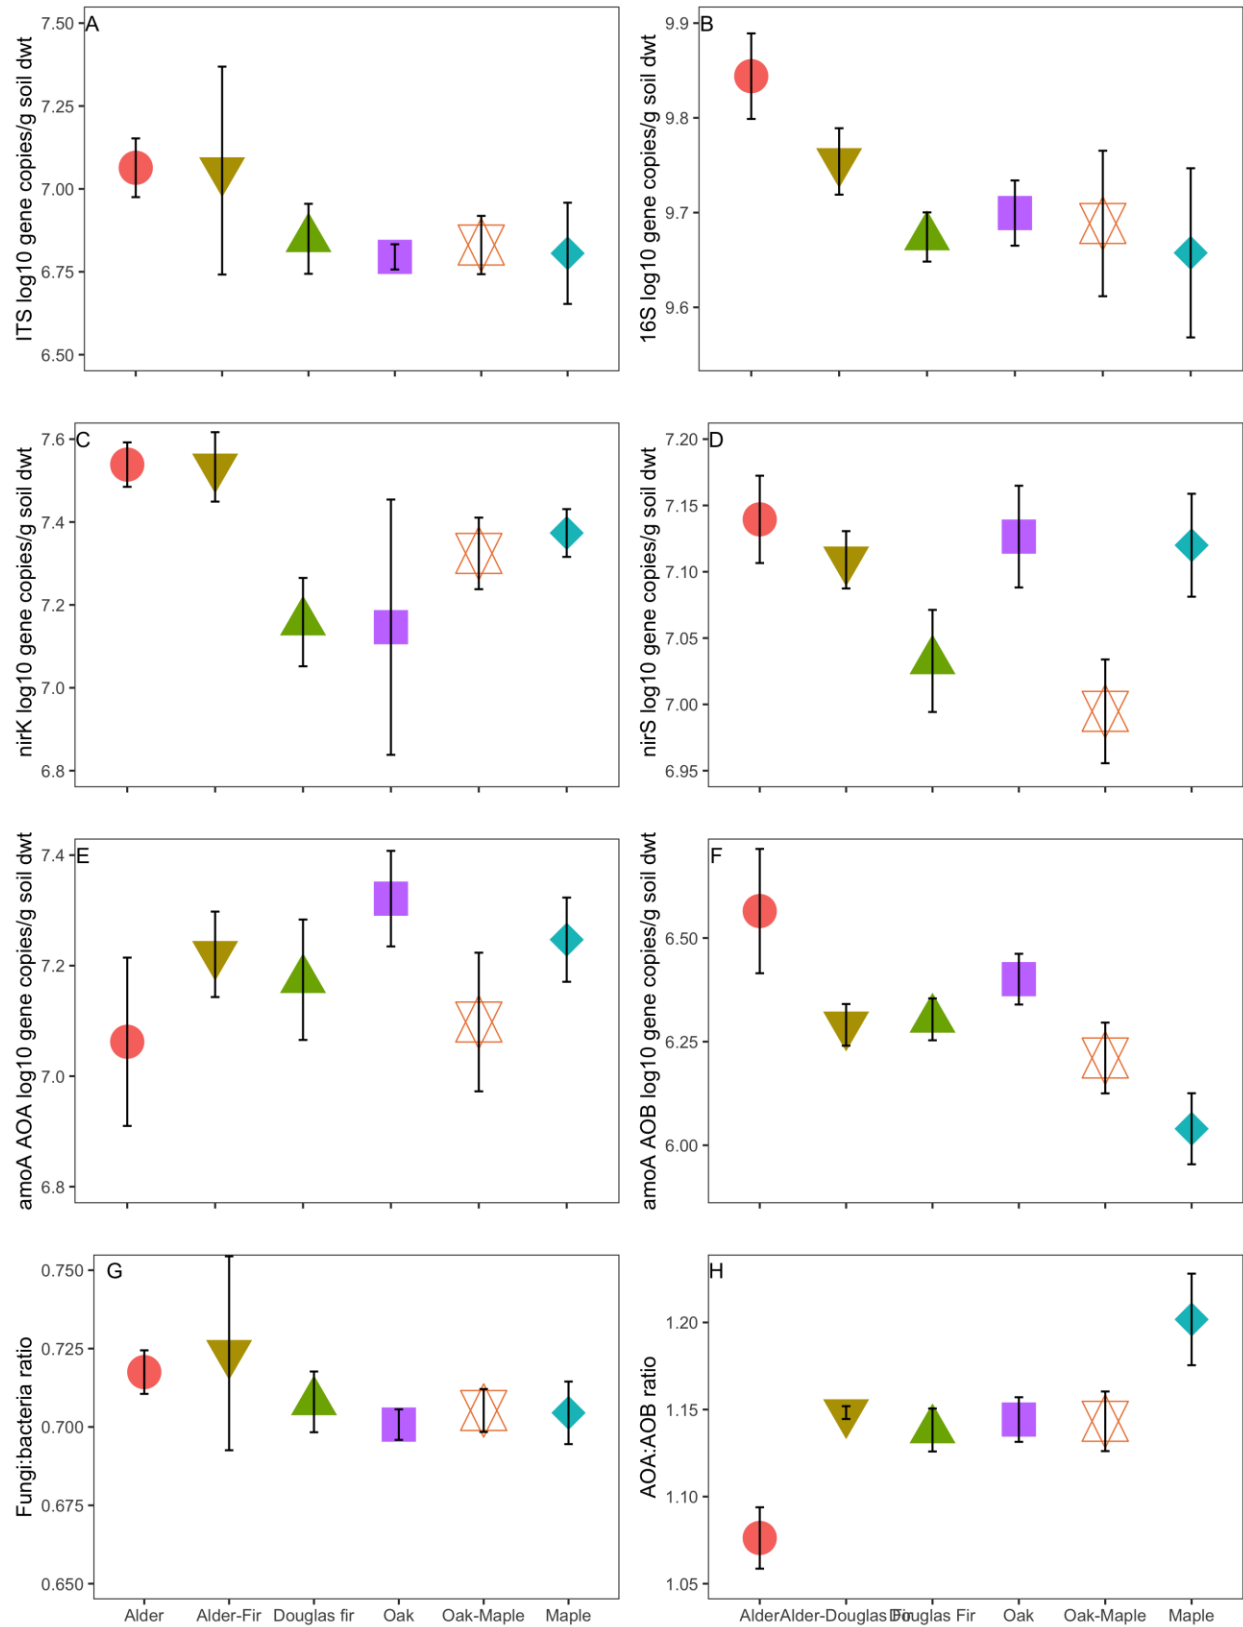 A
ITS log10 gene copies/g soil dwt
7.50
7.25
7.00
6.75
6.50
B
16S log10 gene copies/g soil dwt
9.9
9.8
9.7
9.6
C
nirK log10 gene copies/g soil dwt
7.6
7.4
7.2
7.0
6.8
D
nirS log10 gene copies/g soil dwt
7.20
7.15
7.10
7.05
7.00
6.95
E
amoA AOA log10 gene copies/g soil dwt
7.4
7.2
7.0
6.8
F
amoA AOB log10 gene copies/g soil dwt
6.50
6.25
6.00
G
Fungi:bacteria ratio
0.750
0.725
0.700
0.675
0.650
Alder Alder-Fir Douglas fir Oak Oak-Maple Maple
H
AOA:AOB ratio
1.20
1.15
1.10
1.05
Alder Alder-Douglas Fir Douglas Fir Oak Oak-Maple Maple